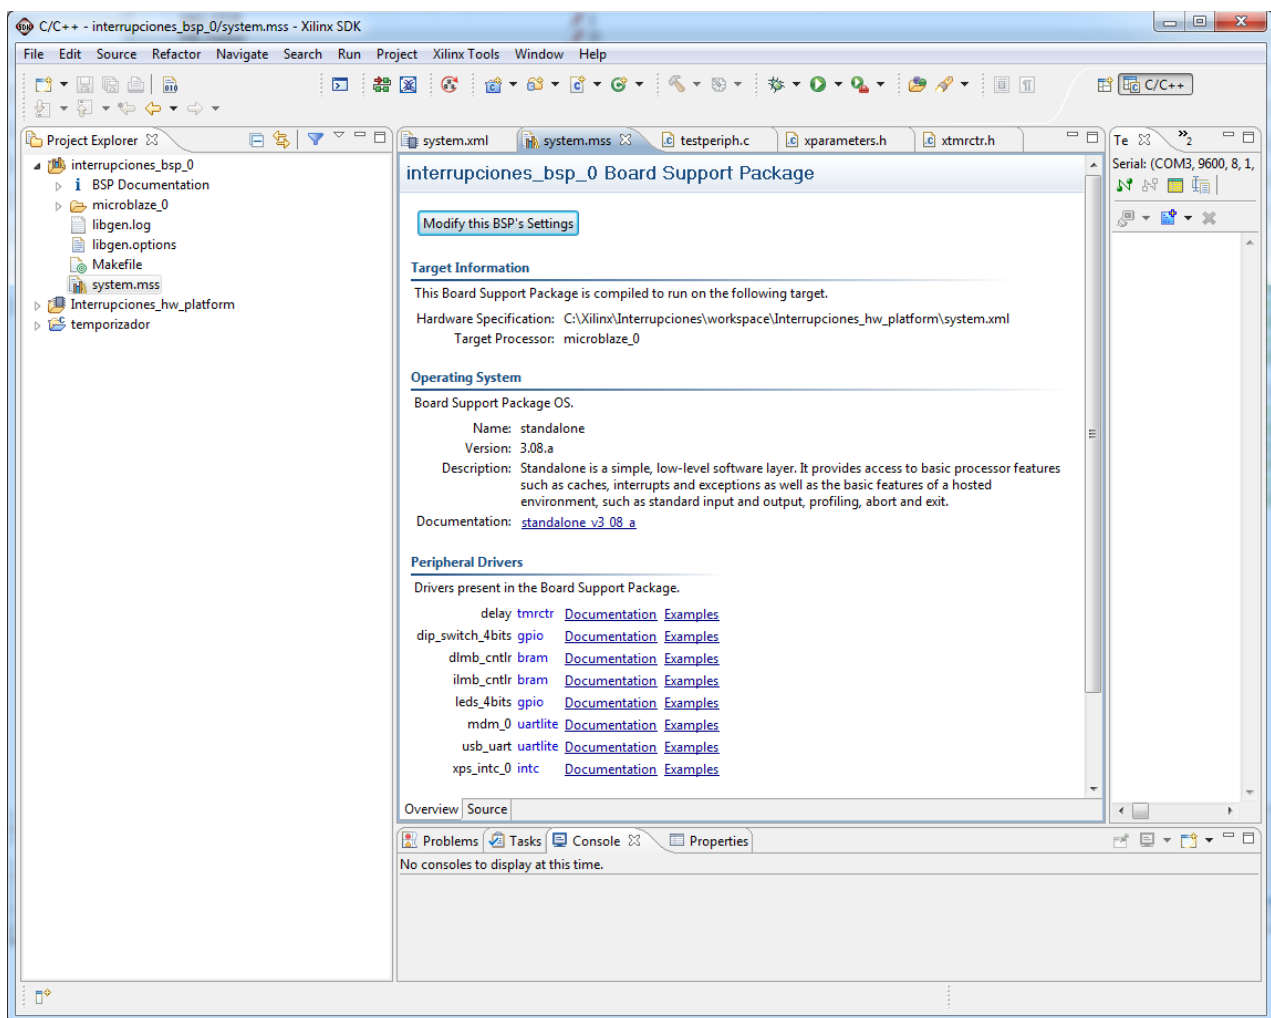 C/C++ - interrupciones_bsp_0/system.mss - Xilinx SDK
File Edit Source Refactor Navigate Search Run Project Xilinx Tools Window Help
C/C++
Project Explorer
interrupciones_bsp_0
BSP Documentation
microblaze_0
libgen.log
libgen.options
Makefile
system.mss
Interrupciones_hw_platform
temporizador
system.xml system.mss testperiph.c xparameters.h xtmrctr.h
interrupciones_bsp_0 Board Support Package
Modify this BSP's Settings
Target Information
This Board Support Package is compiled to run on the following target.
Hardware Specification: C:\Xilinx\Interrupciones\workspace\Interrupciones_hw_platform\system.xml
Target Processor: microblaze_0
Operating System
Board Support Package OS.
Name: standalone
Version: 3.08.a
Description: Standalone is a simple, low-level software layer. It provides access to basic processor features
such as caches, interrupts and exceptions as well as the basic features of a hosted
environment, such as standard input and output, profiling, abort and exit.
Documentation: standalone_v3_08_a
Peripheral Drivers
Drivers present in the Board Support Package.
delay tmrctr Documentation Examples
dip_switch_4bits gpio Documentation Examples
dlmb_cntlr bram Documentation Examples
ilmb_cntlr bram Documentation Examples
leds_4bits gpio Documentation Examples
mdm_0 uartlite Documentation Examples
usb_uart uartlite Documentation Examples
xps_intc_0 intc Documentation Examples
Overview Source
Te »2
Serial: (COM3, 9600, 8, 1,
Problems Tasks Console Properties
No consoles to display at this time.